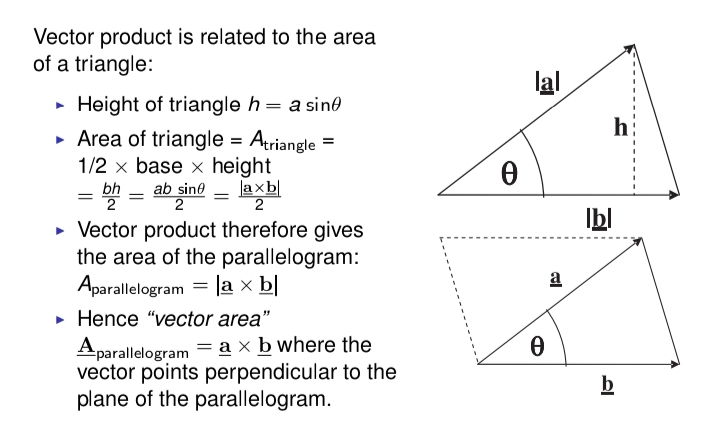 Vector product is related to the area
of a triangle:
► Height of triangle h = a sinθ
► Area of triangle = A_triangle =
1/2 × base × height
= bh/2 = ab sinθ/2 = |a×b|/2
► Vector product therefore gives
the area of the parallelogram:
A_parallelogram = |a × b|
► Hence “vector area”
A_parallelogram = a × b where the
vector points perpendicular to the
plane of the parallelogram.
|a|
h
θ
|b|
a
θ
b